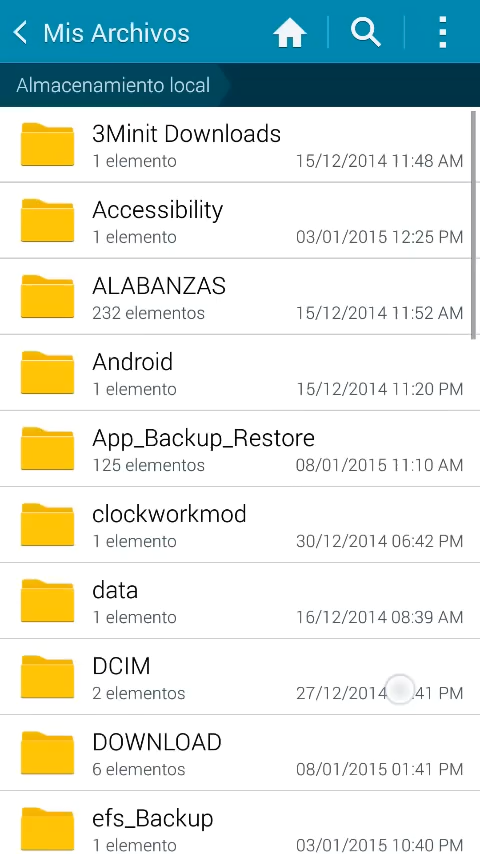 Mis Archivos
Almacenamiento local
3Minit Downloads
1 elemento 15/12/2014 11:48 AM
Accessibility
1 elemento 03/01/2015 12:25 PM
ALABANZAS
232 elementos 15/12/2014 11:52 AM
Android
1 elemento 15/12/2014 11:20 PM
App_Backup_Restore
125 elementos 08/01/2015 11:10 AM
clockworkmod
1 elemento 30/12/2014 06:42 PM
data
1 elemento 16/12/2014 08:39 AM
DCIM
2 elementos 27/12/2014 :41 PM
DOWNLOAD
6 elementos 08/01/2015 01:41 PM
efs_Backup
1 elemento 03/01/2015 10:40 PM